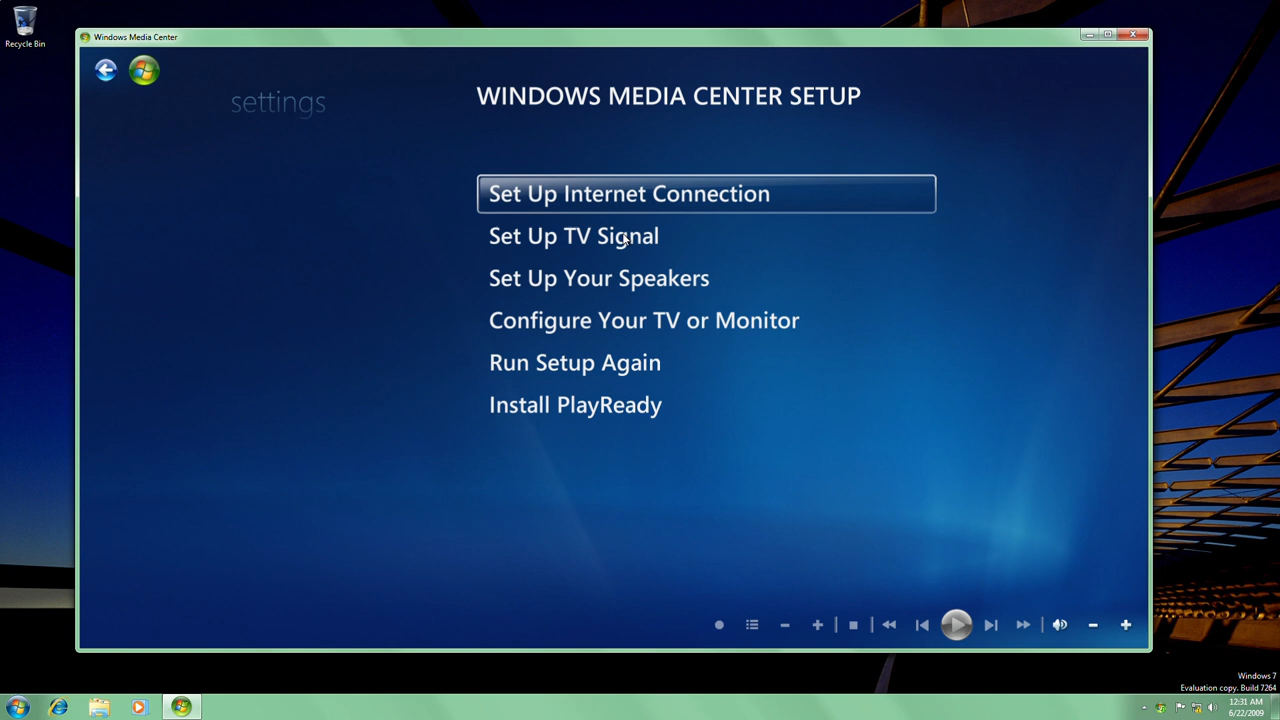 Recycle Bin
Windows Media Center
settings
WINDOWS MEDIA CENTER SETUP
Set Up Internet Connection
Set Up TV Signal
Set Up Your Speakers
Configure Your TV or Monitor
Run Setup Again
Install PlayReady
Windows 7
Evaluation copy. Build 7264
12:31 AM
6/22/2009